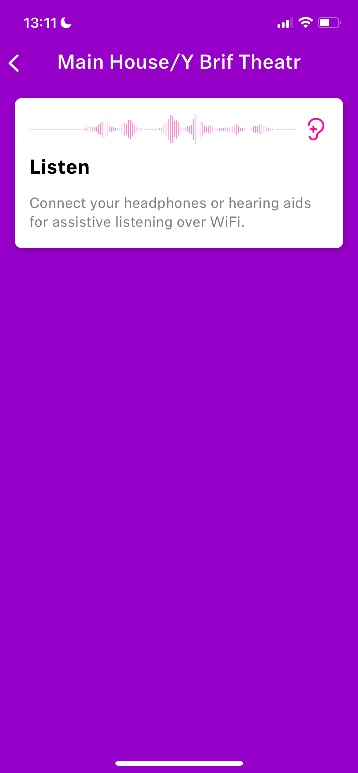 13:11
Main House/Y Brif Theatr
Listen
Connect your headphones or hearing aids
for assistive listening over WiFi.